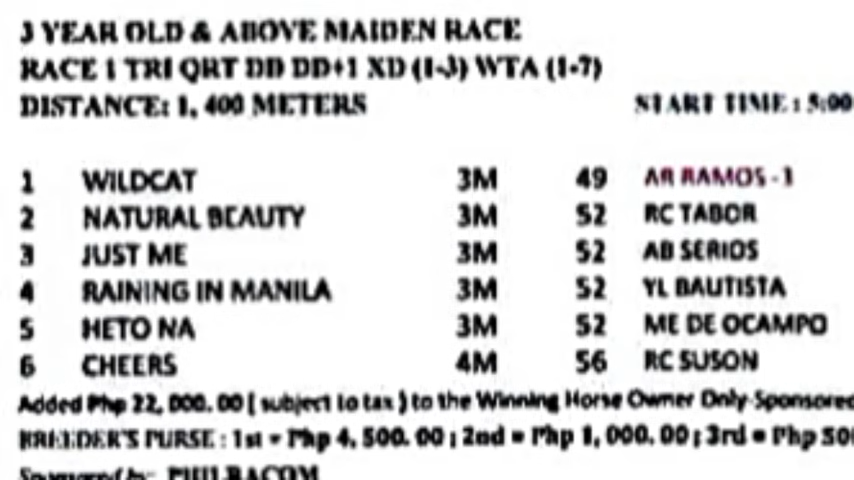 3 YEAR OLD & ABOVE MAIDEN RACE
RACE 1 TRI QRT DD DD+1 XD (1-3) WTA (1-7)
DISTANCE: 1, 400 METERS START TIME : 5:00
1 WILDCAT 3M 49 AR RAMOS -3
2 NATURAL BEAUTY 3M 52 RC TABOR
3 JUST ME 3M 52 AB SERIOS
4 RAINING IN MANILA 3M 52 YL BAUTISTA
5 HETO NA 3M 52 ME DE OCAMPO
6 CHEERS 4M 56 RC SUSON
Added Php 22, 000. 00 ( subject to tax ) to the Winning Horse Owner Only-Sponsored
BREEDER'S PURSE : 1st = Php 4, 500. 00 ; 2nd = Php 1, 000. 00 ; 3rd = Php
Sponsored by: PHILRACOM